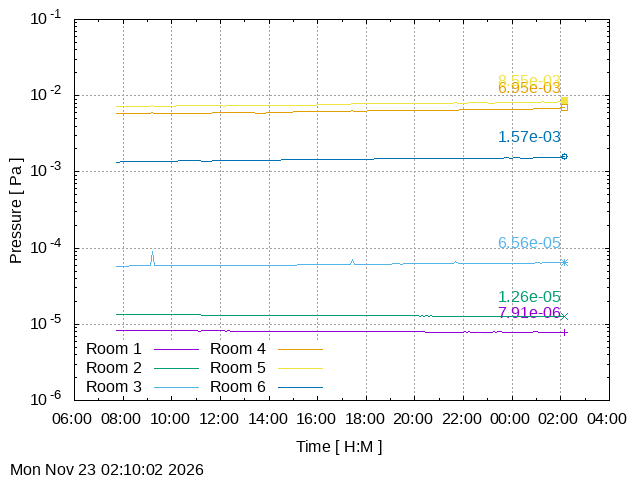 10^-1
8.55e-03
6.95e-03
10^-2
1.57e-03
10^-3
6.56e-05
10^-4
1.26e-05
7.91e-06
10^-5
Room 1 Room 4
Room 2 Room 5
Room 3 Room 6
10^-6
Pressure [ Pa ]
06:00 08:00 10:00 12:00 14:00 16:00 18:00 20:00 22:00 00:00 02:00 04:00
Time [ H:M ]
Mon Nov 23 02:10:02 2026